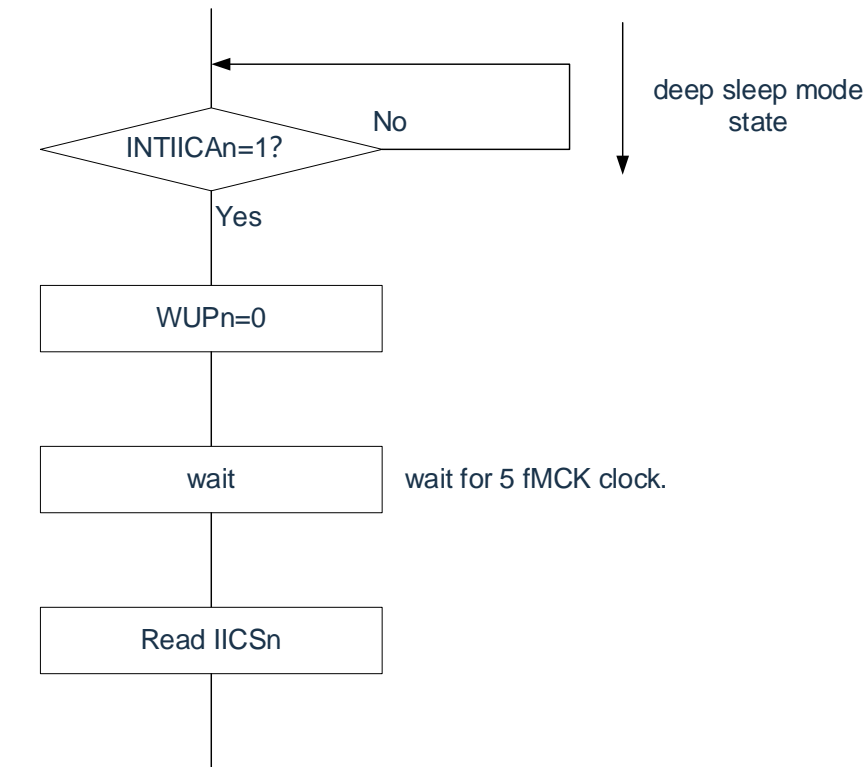 deep sleep mode
state
No
INTIICAn=1?
Yes
WUPn=0
wait
wait for 5 fMCK clock.
Read IICSn